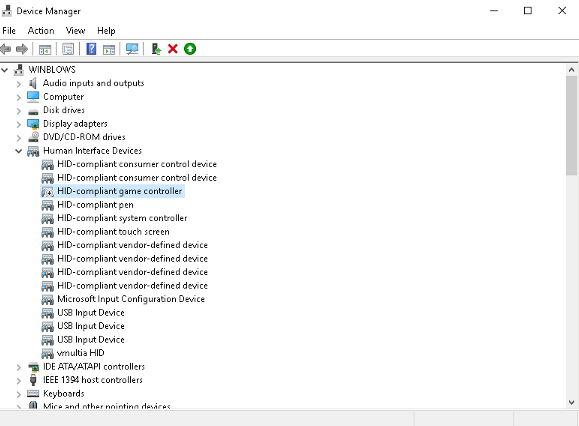 Device Manager
File Action View Help
WINBLOWS
Audio inputs and outputs
Computer
Disk drives
Display adapters
DVD/CD-ROM drives
Human Interface Devices
HID-compliant consumer control device
HID-compliant consumer control device
HID-compliant game controller
HID-compliant pen
HID-compliant system controller
HID-compliant touch screen
HID-compliant vendor-defined device
HID-compliant vendor-defined device
HID-compliant vendor-defined device
HID-compliant vendor-defined device
Microsoft Input Configuration Device
USB Input Device
USB Input Device
USB Input Device
vmultia HID
IDE ATA/ATAPI controllers
IEEE 1394 host controllers
Keyboards
Mice and other pointing devices